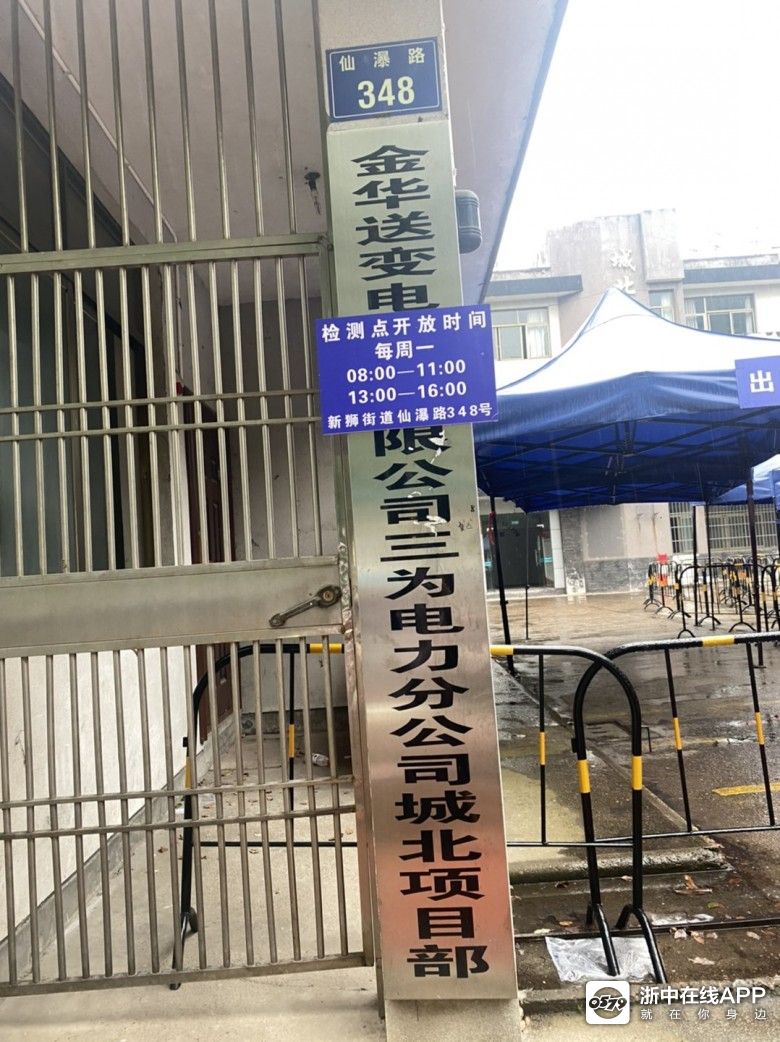 仙瀑路
348
金华送变电
限公司三为电力分公司城北项目部
检测点开放时间
每周一
08:00—11:00
13:00—16:00
新狮街道仙瀑路348号
城北
出
0579
浙中在线APP
就在你身边